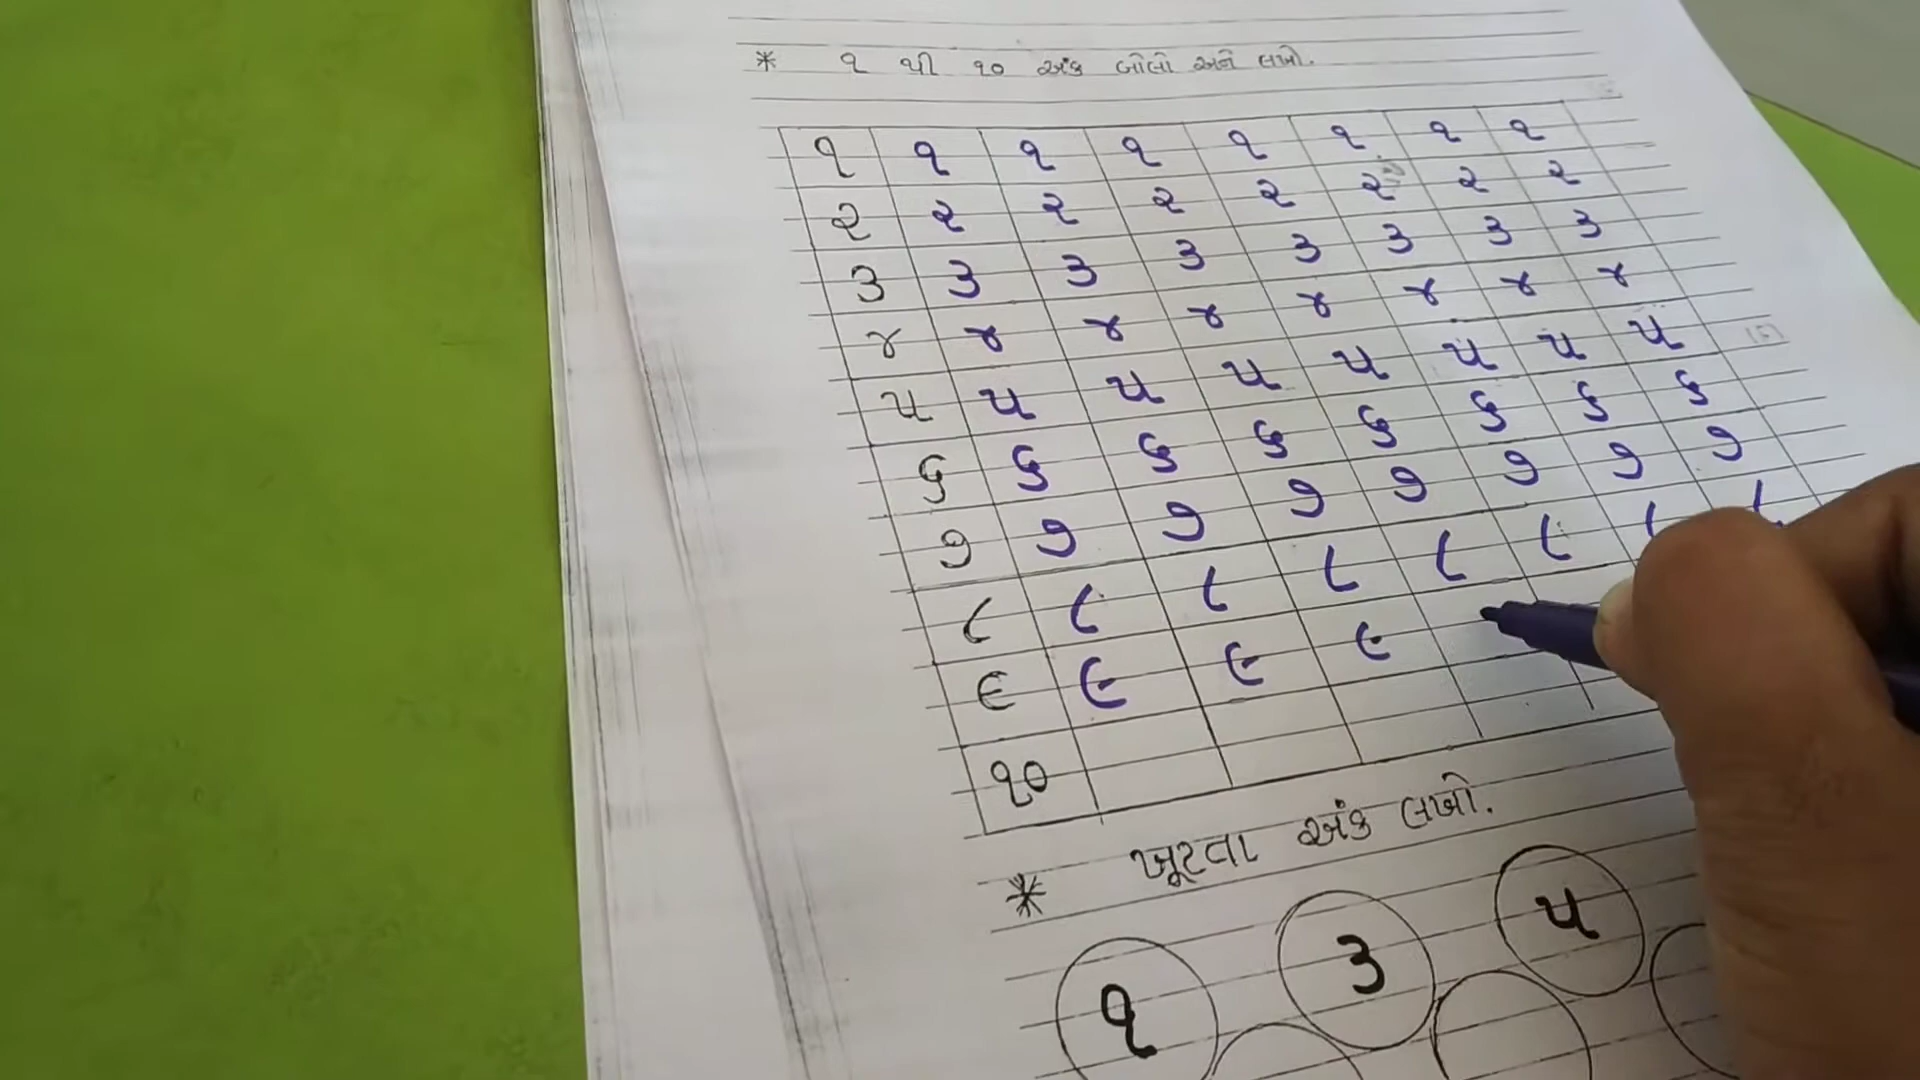 * ૧ થી ૧૦ અંક બોલો અને લખો.
૧ ૧ ૧ ૧ ૧ ૧ ૧ ૧
૨ ૨ ૨ ૨ ૨ ૨ ૨ ૨
૩ ૩ ૩ ૩ ૩ ૩ ૩ ૩
૪ ૪ ૪ ૪ ૪ ૪ ૪ ૪
૫ ૫ ૫ ૫ ૫ ૫ ૫ ૫
૬ ૬ ૬ ૬ ૬ ૬ ૬ ૬
૭ ૭ ૭ ૭ ૭ ૭ ૭ ૭
૮ ૮ ૮ ૮ ૮ ૮ ૮ ૮
૯ ૯ ૯ ૯
૧૦
* ખૂટતા અંક લખો.
૧ ૩ ૫